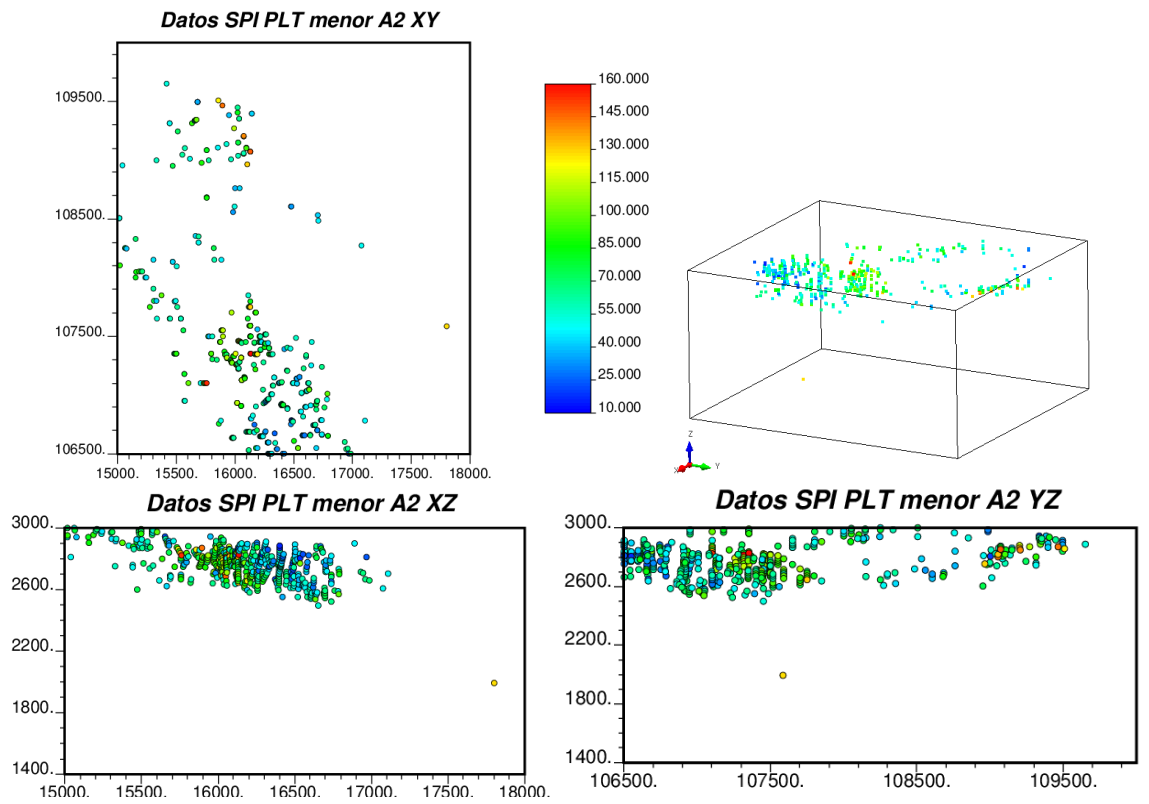 Datos SPI PLT menor A2 XY
109500.
108500.
107500.
106500.
15000. 15500. 16000. 16500. 17000. 17500. 18000.
160.000
145.000
130.000
115.000
100.000
85.000
70.000
55.000
40.000
25.000
10.000
Z
X
Y
Datos SPI PLT menor A2 XZ
3000.
2600.
2200.
1800.
1400.
15000. 15500. 16000. 16500. 17000. 17500. 18000.
Datos SPI PLT menor A2 YZ
3000.
2600.
2200.
1800.
1400.
106500. 107500. 108500. 109500.